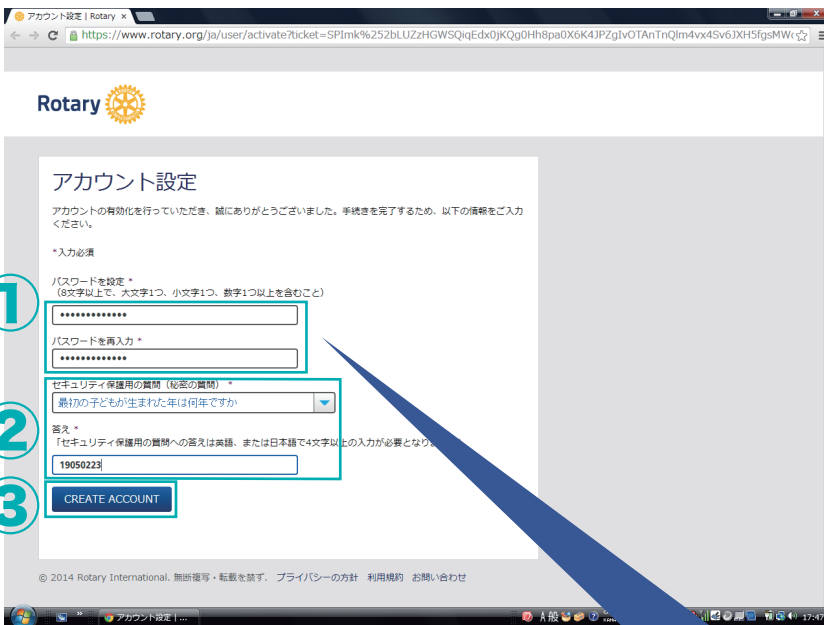 アカウント設定 | Rotary ×
https://www.rotary.org/ja/user/activate?ticket=SPImk%252bLUZzHGWSQiqEdx0jKQg0Hh8pa0X6K4JPZgIvOTAnTnQlm4vx4Sv6JXH5fgsMW
Rotary
アカウント設定
アカウントの有効化を行っていただき、誠にありがとうございました。手続きを完了するため、以下の情報をご入力
ください。
*入力必須
パスワードを設定 *
(8文字以上で、大文字1つ、小文字1つ、数字1つ以上を含むこと)
①
•••••••••••••
パスワードを再入力 *
•••••••••••••
セキュリティ保護用の質問(秘密の質問) *
最初の子どもが生まれた年は何年ですか
②
答え *
「セキュリティ保護用の質問への答えは英語、または日本語で4文字以上の入力が必要となりま
19050223
③
CREATE ACCOUNT
© 2014 Rotary International. 無断複写・転載を禁ず. プライバシーの方針 利用規約 お問い合わせ
アカウント設定 | ...
A 般
17:47